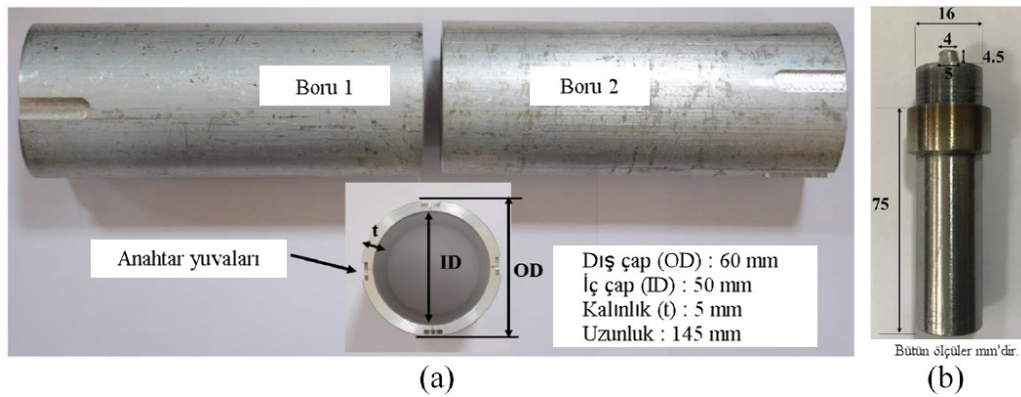 Boru 1
Boru 2
Anahtar yuvaları
t
ID
OD
Dış çap (OD) : 60 mm
İç çap (ID) : 50 mm
Kalınlık (t) : 5 mm
Uzunluk : 145 mm
(a)
16
4
4.5
5
75
Bütün ölçüler mm'dir.
(b)